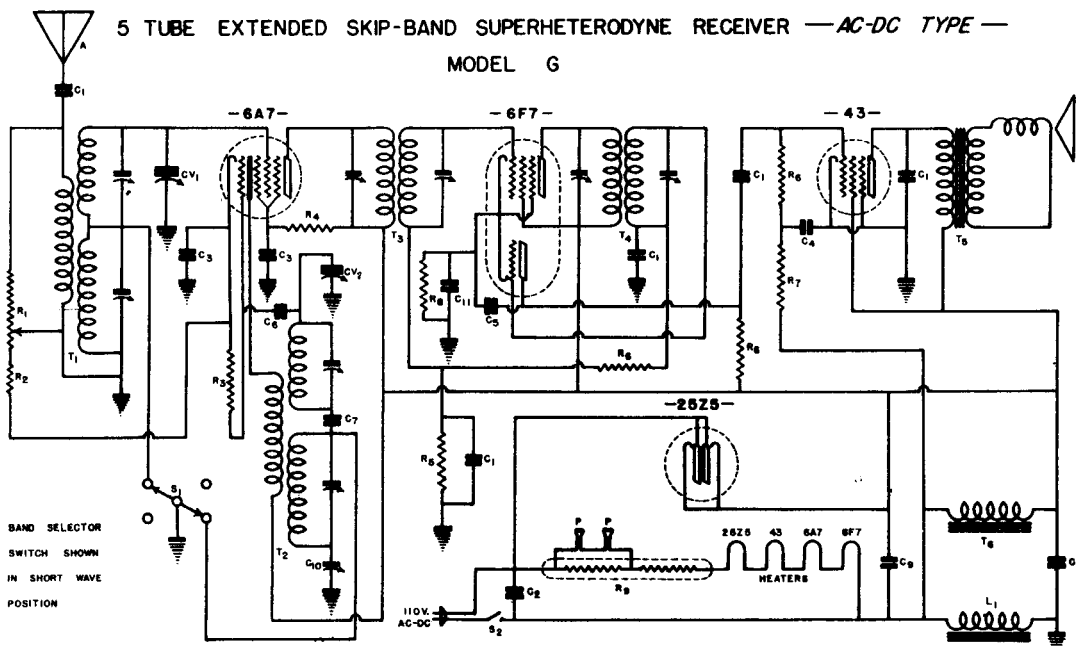 5 TUBE EXTENDED SKIP-BAND SUPERHETERODYNE RECEIVER — AC-DC TYPE —
MODEL G
A
C1
-6A7-
-6F7-
-43-
CV1
R4
T3
T4
C1
R6
C1
C4
T5
C3
C3
CV2
R8
C11
C5
C1
R7
R1
C6
T1
R2
R3
C7
R6
R6
-25Z5-
R5
C1
S1
T2
C10
P P
25Z5 43 6A7 6F7
HEATERS
R9
C2
C9
T6
L1
110V.
AC-DC
S2
BAND SELECTOR
SWITCH SHOWN
IN SHORT WAVE
POSITION